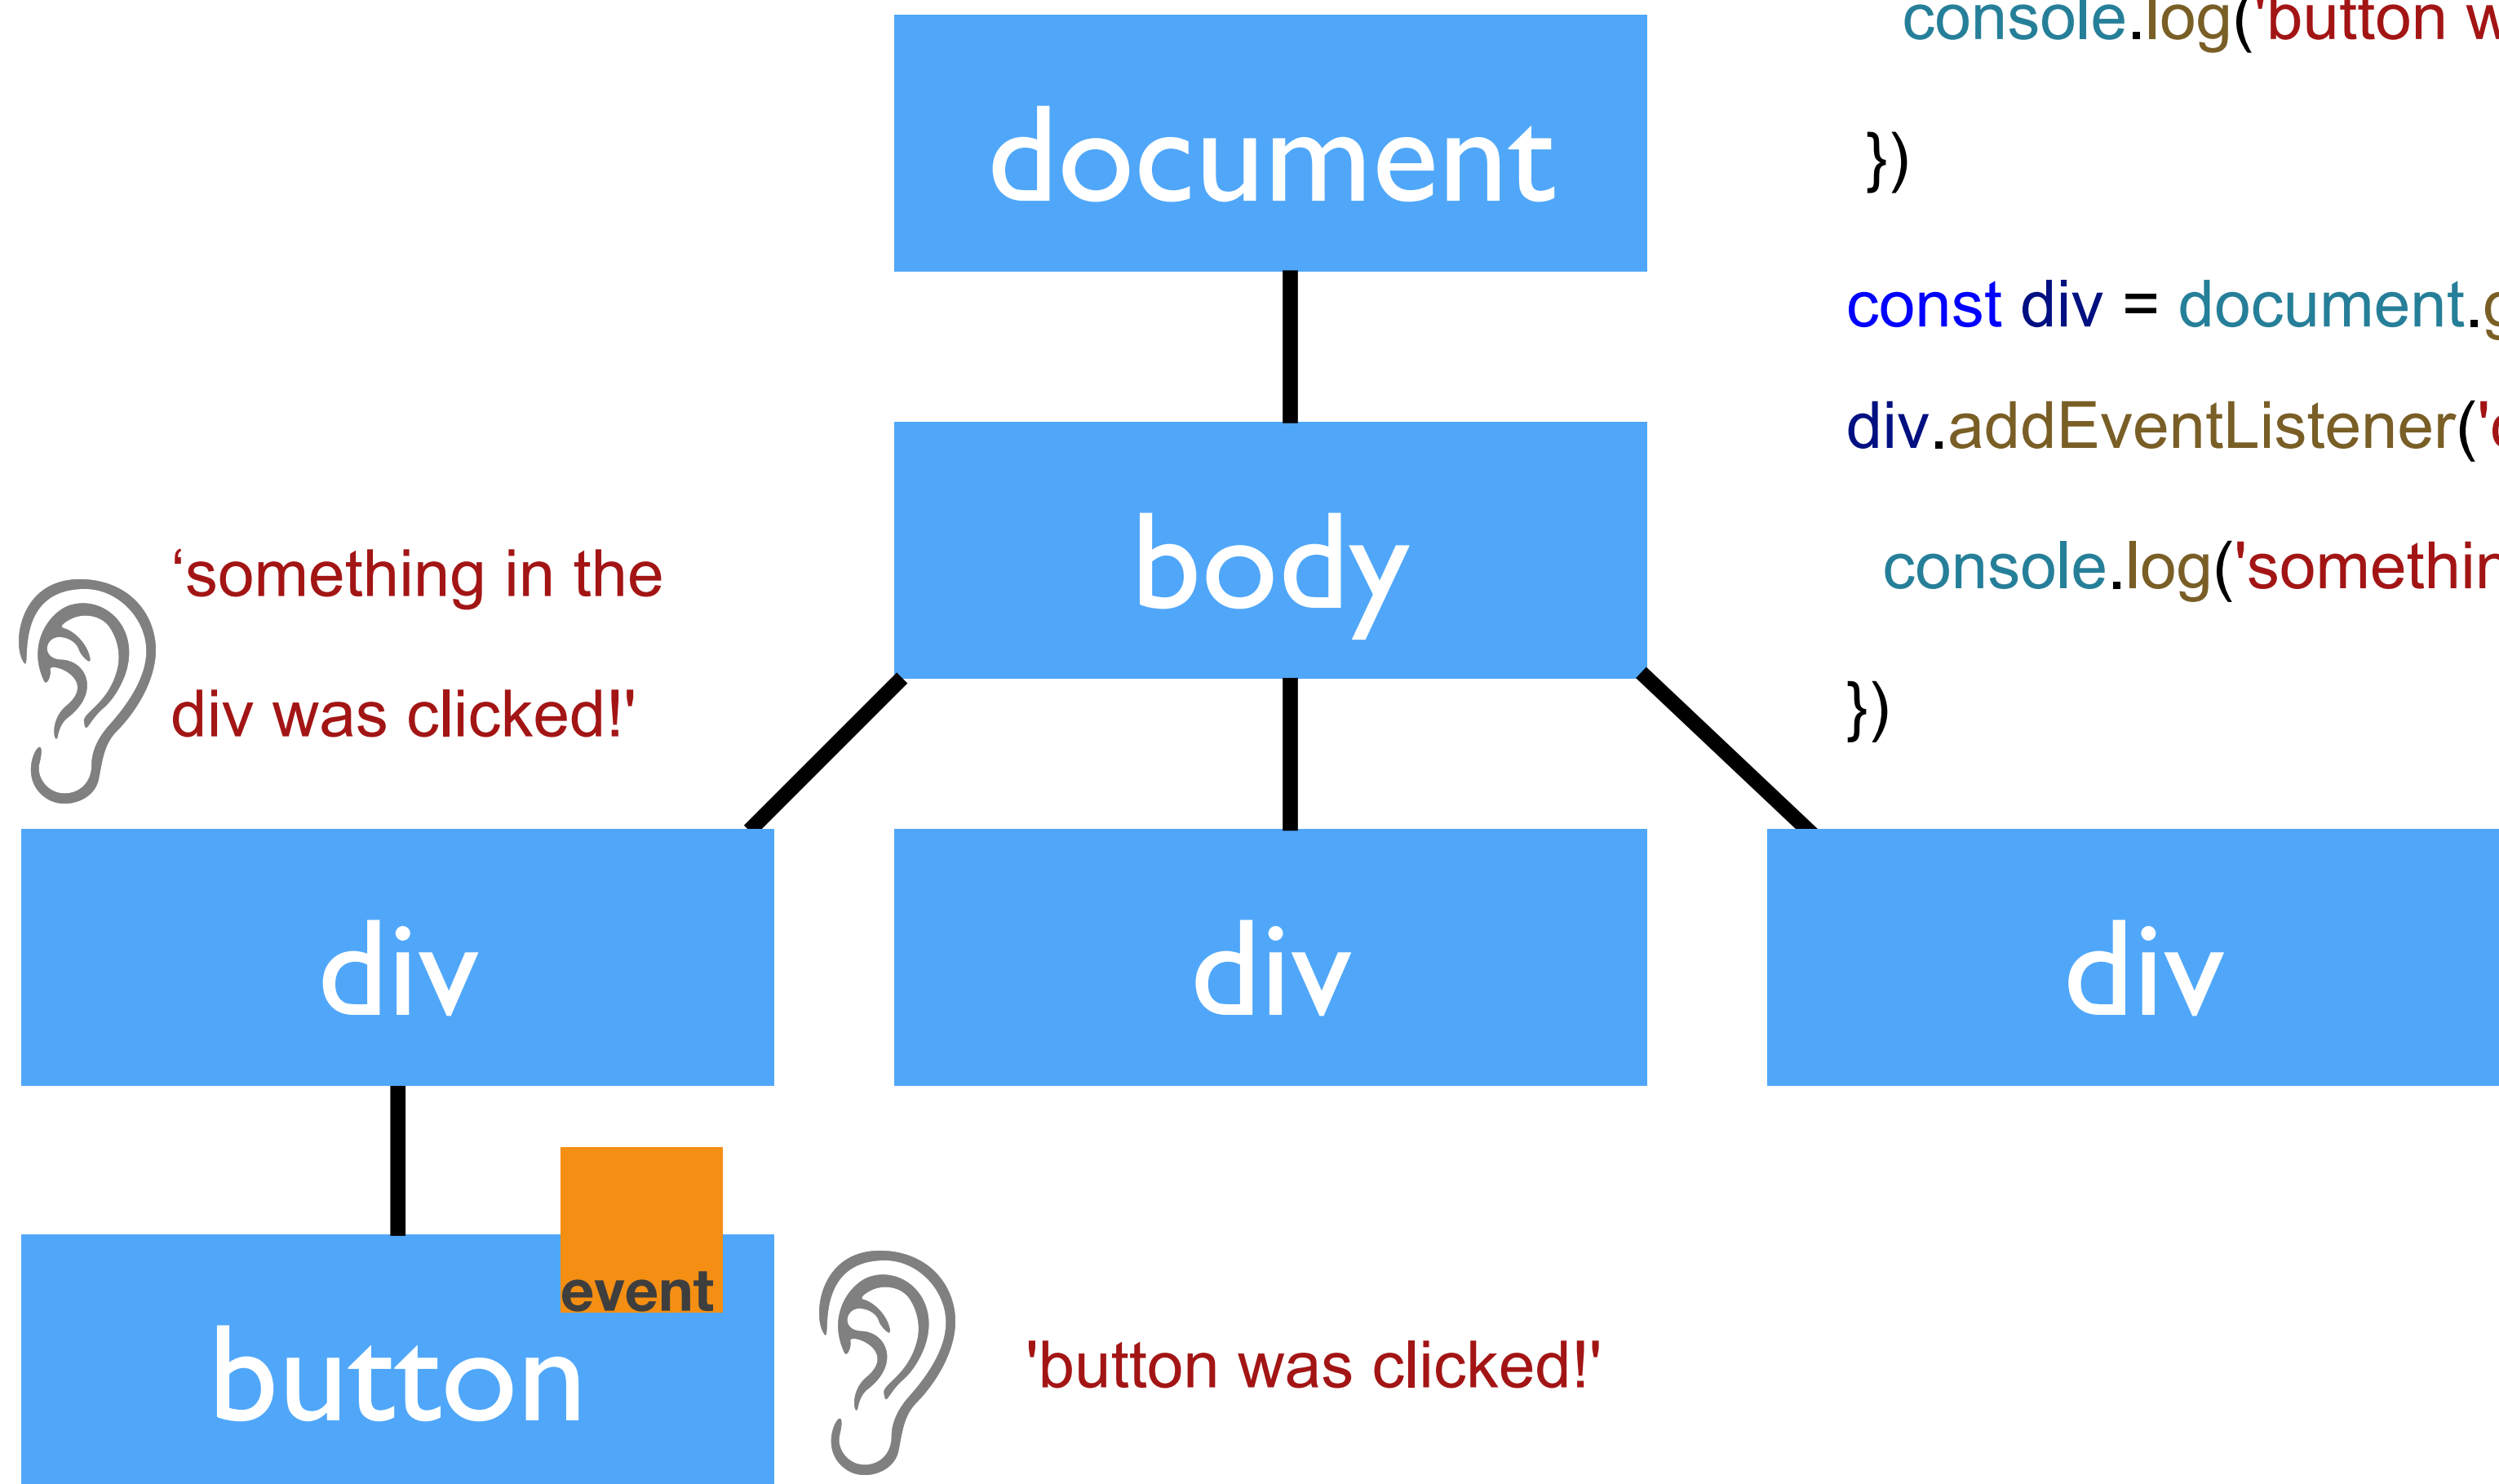 console.log('button
})
const div = document.
div.addEventListener('
console.log('
})
document
body
‘something in the
div was clicked!'
div
div
div
event
button
'button was clicked!'